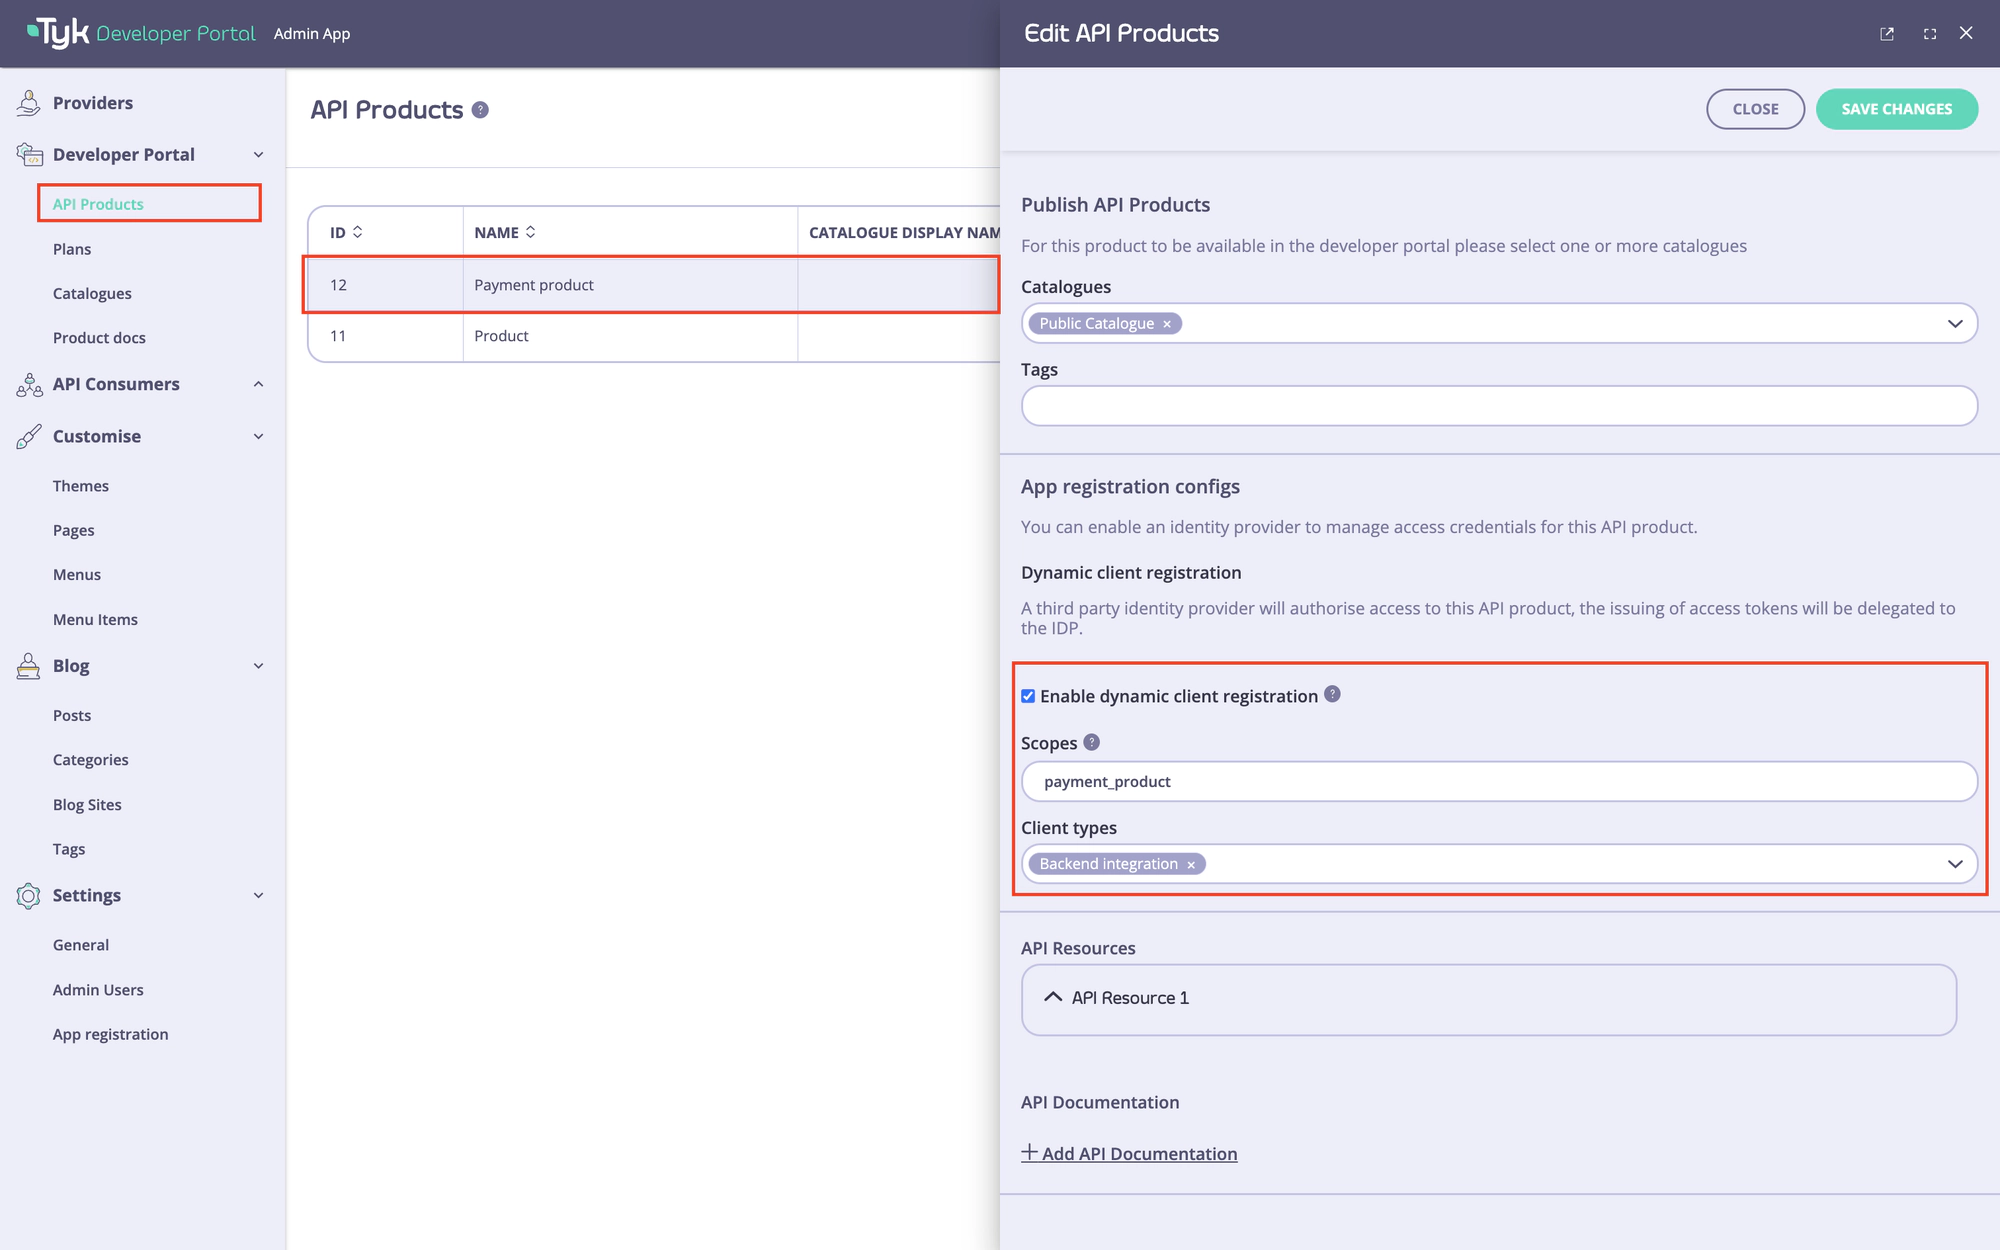 Tyk Developer Portal Admin App
Providers
Developer Portal
API Products
Plans
Catalogues
Product docs
API Consumers
Customise
Themes
Pages
Menus
Menu Items
Blog
Posts
Categories
Blog Sites
Tags
Settings
General
Admin Users
App registration
API Products ?
ID NAME CATALOGUE DISPLAY NAM
12 Payment product
11 Product
Edit API Products
CLOSE SAVE CHANGES
Publish API Products
For this product to be available in the developer portal please select one or more catalogues
Catalogues
Public Catalogue ×
Tags
App registration configs
You can enable an identity provider to manage access credentials for this API product.
Dynamic client registration
A third party identity provider will authorise access to this API product, the issuing of access tokens will be delegated to
the IDP.
Enable dynamic client registration ?
Scopes ?
payment_product
Client types
Backend integration ×
API Resources
API Resource 1
API Documentation
+ Add API Documentation